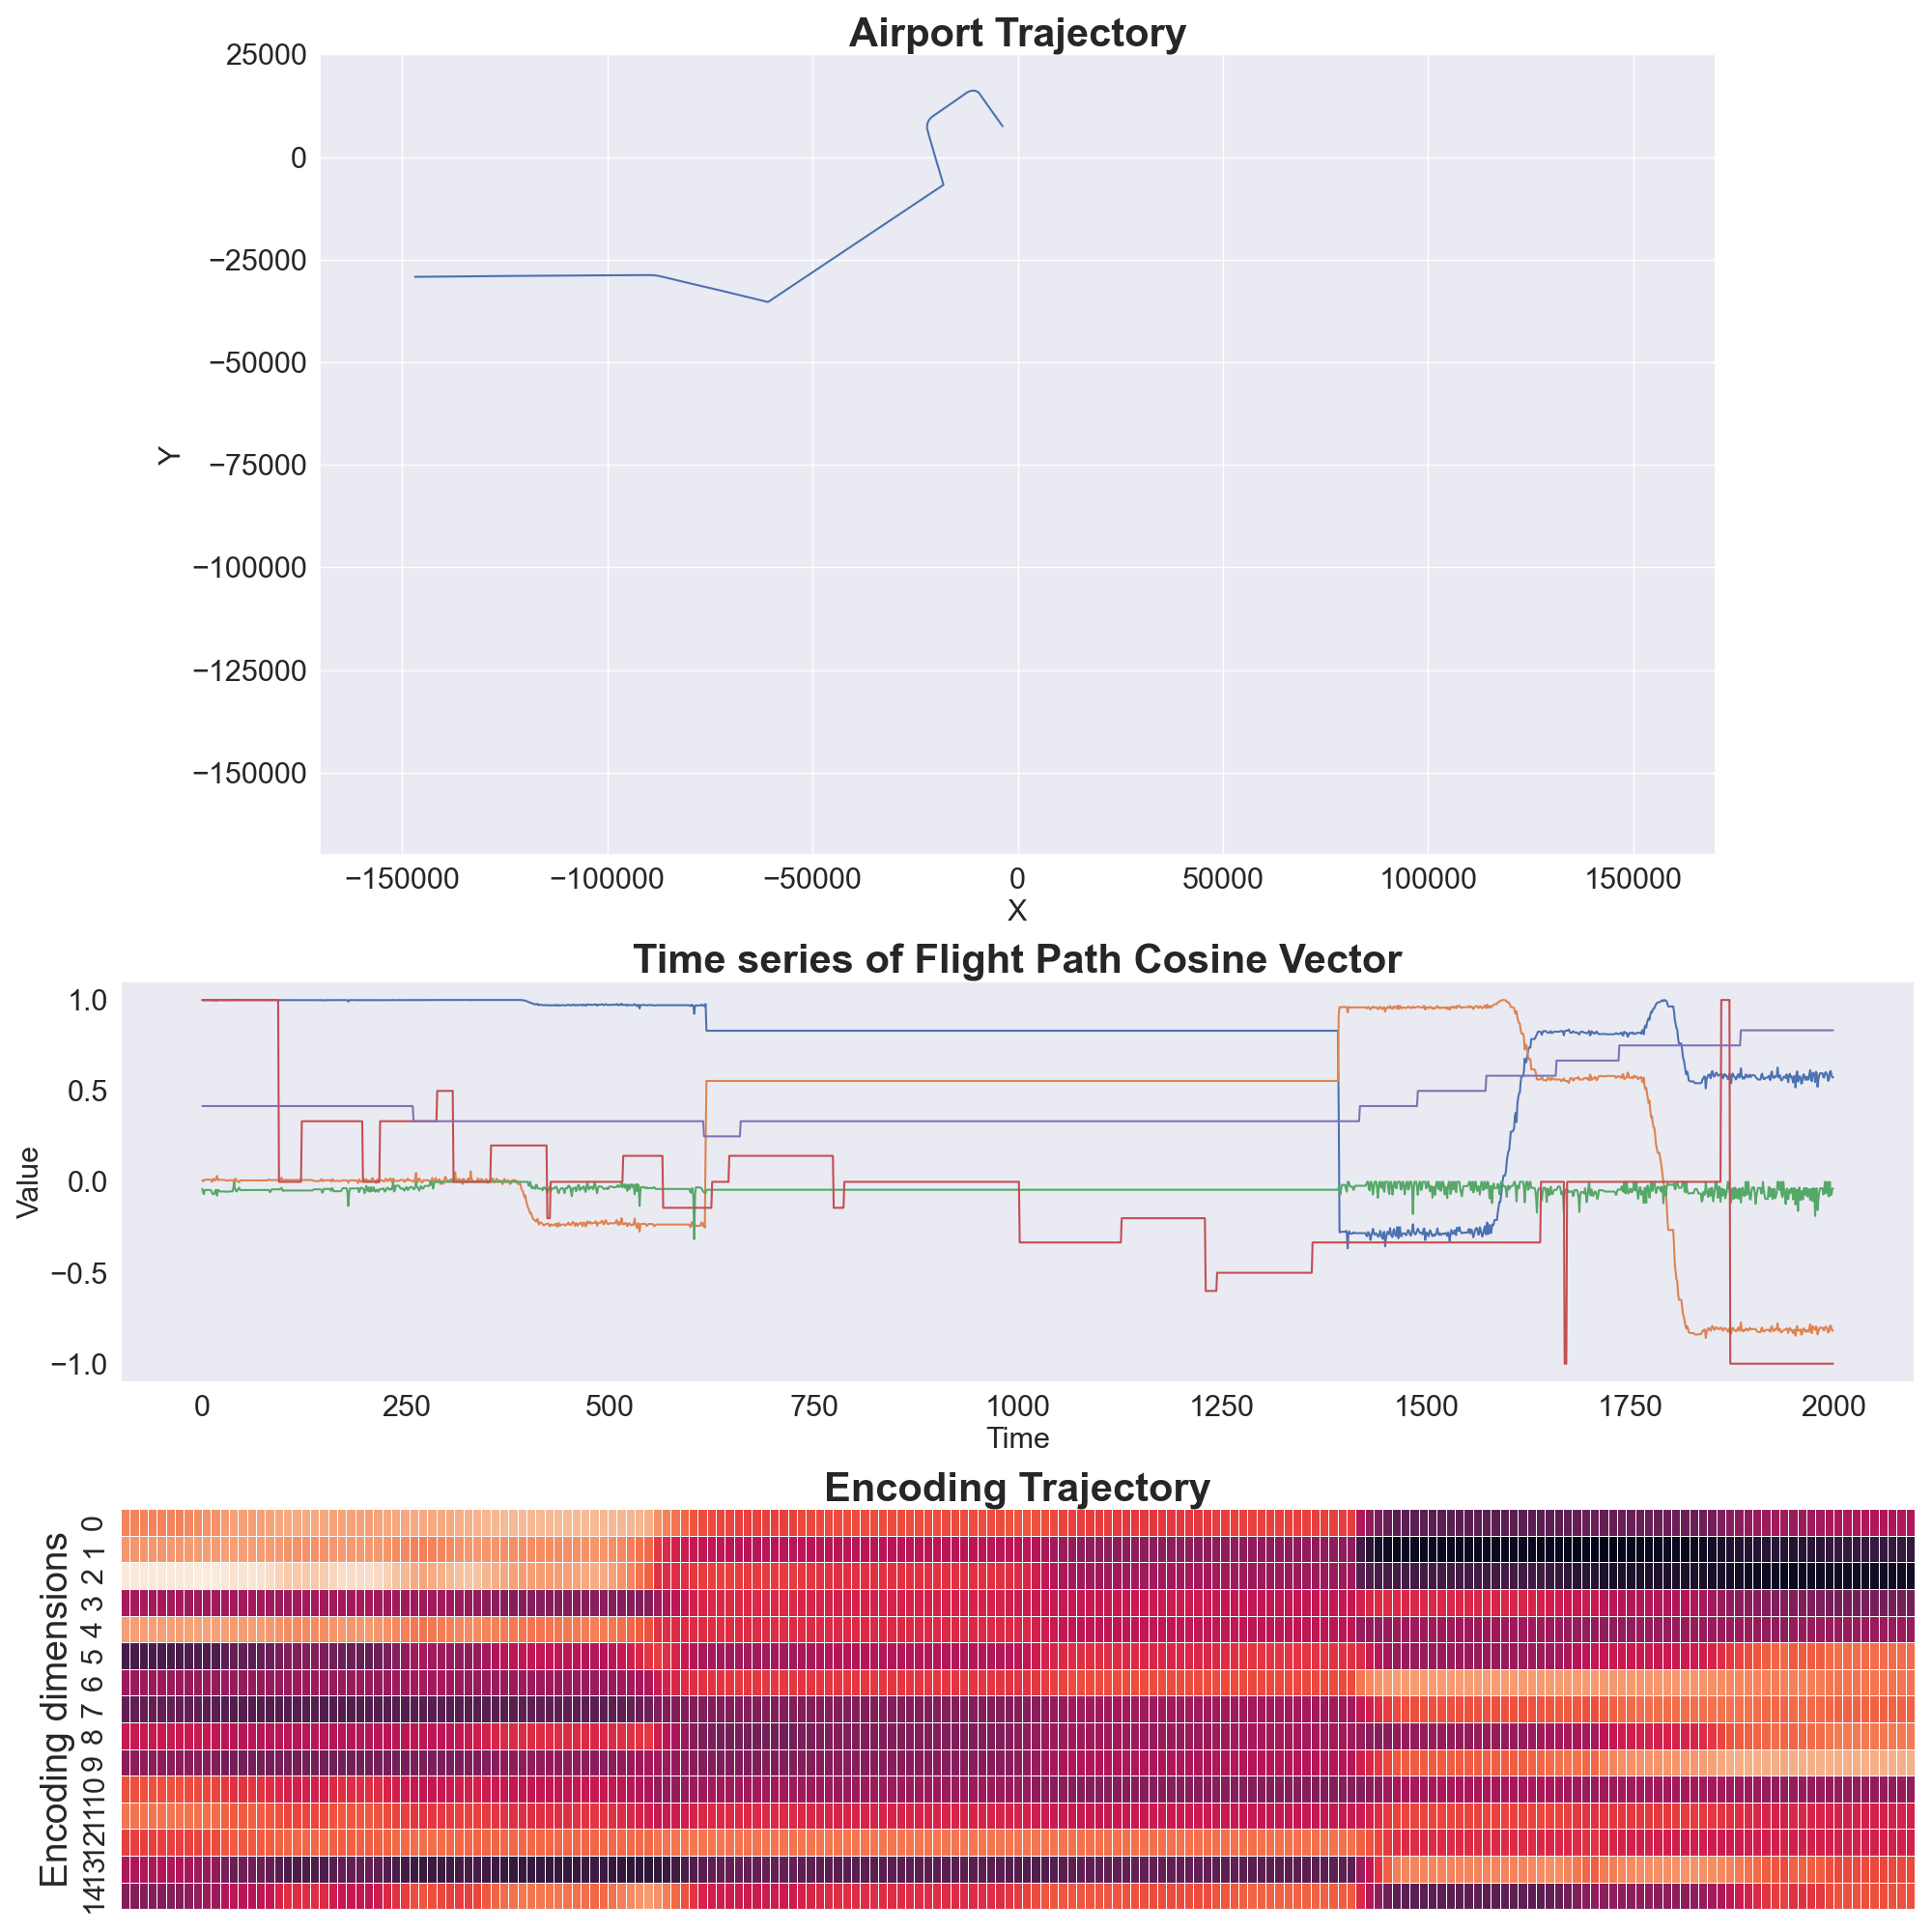 Airport Trajectory
25000
0
−25000
−50000
−75000
−100000
−125000
−150000
Y
−150000 −100000 −50000 0 50000 100000 150000
X
Time series of Flight Path Cosine Vector
1.0
0.5
0.0
−0.5
−1.0
Value
0 250 500 750 1000 1250 1500 1750 2000
Time
Encoding Trajectory
Encoding dimensions
0
1
2
3
4
5
6
7
8
9
10
11
12
13
14